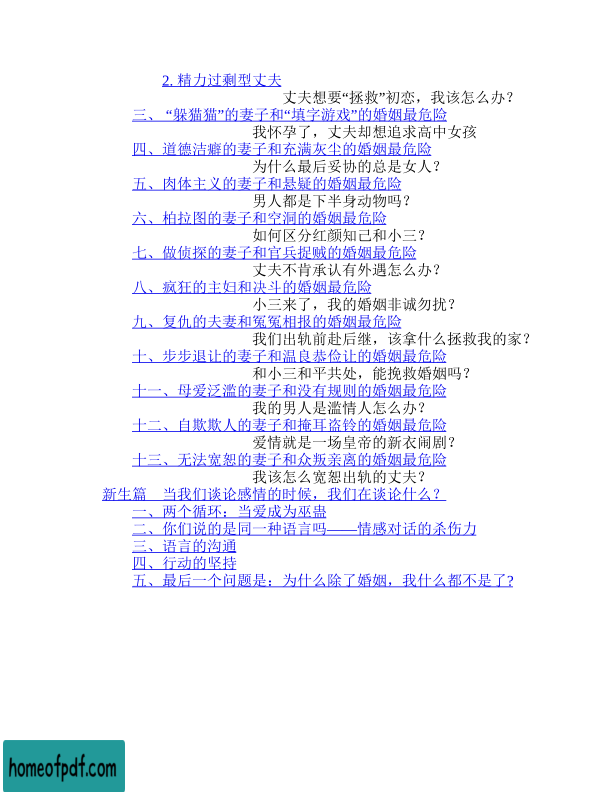 2. 精力过剩型丈夫
丈夫想要“拯救”初恋，我该怎么办？
三、 “躲猫猫”的妻子和“填字游戏”的婚姻最危险
我怀孕了，丈夫却想追求高中女孩
四、道德洁癖的妻子和充满灰尘的婚姻最危险
为什么最后妥协的总是女人？
五、肉体主义的妻子和悬疑的婚姻最危险
男人都是下半身动物吗？
六、柏拉图的妻子和空洞的婚姻最危险
如何区分红颜知己和小三？
七、做侦探的妻子和官兵捉贼的婚姻最危险
丈夫不肯承认有外遇怎么办？
八、疯狂的主妇和决斗的婚姻最危险
小三来了，我的婚姻非诚勿扰？
九、复仇的夫妻和冤冤相报的婚姻最危险
我们出轨前赴后继，该拿什么拯救我的家？
十、步步退让的妻子和温良恭俭让的婚姻最危险
和小三和平共处，能挽救婚姻吗？
十一、母爱泛滥的妻子和没有规则的婚姻最危险
我的男人是滥情人怎么办？
十二、自欺欺人的妻子和掩耳盗铃的婚姻最危险
爱情就是一场皇帝的新衣闹剧？
十三、无法宽恕的妻子和众叛亲离的婚姻最危险
我该怎么宽恕出轨的丈夫？
新生篇 当我们谈论感情的时候，我们在谈论什么？
一、两个循环：当爱成为巫蛊
二、你们说的是同一种语言吗——情感对话的杀伤力
三、语言的沟通
四、行动的坚持
五、最后一个问题是：为什么除了婚姻，我什么都不是了?
homeofpdf.com